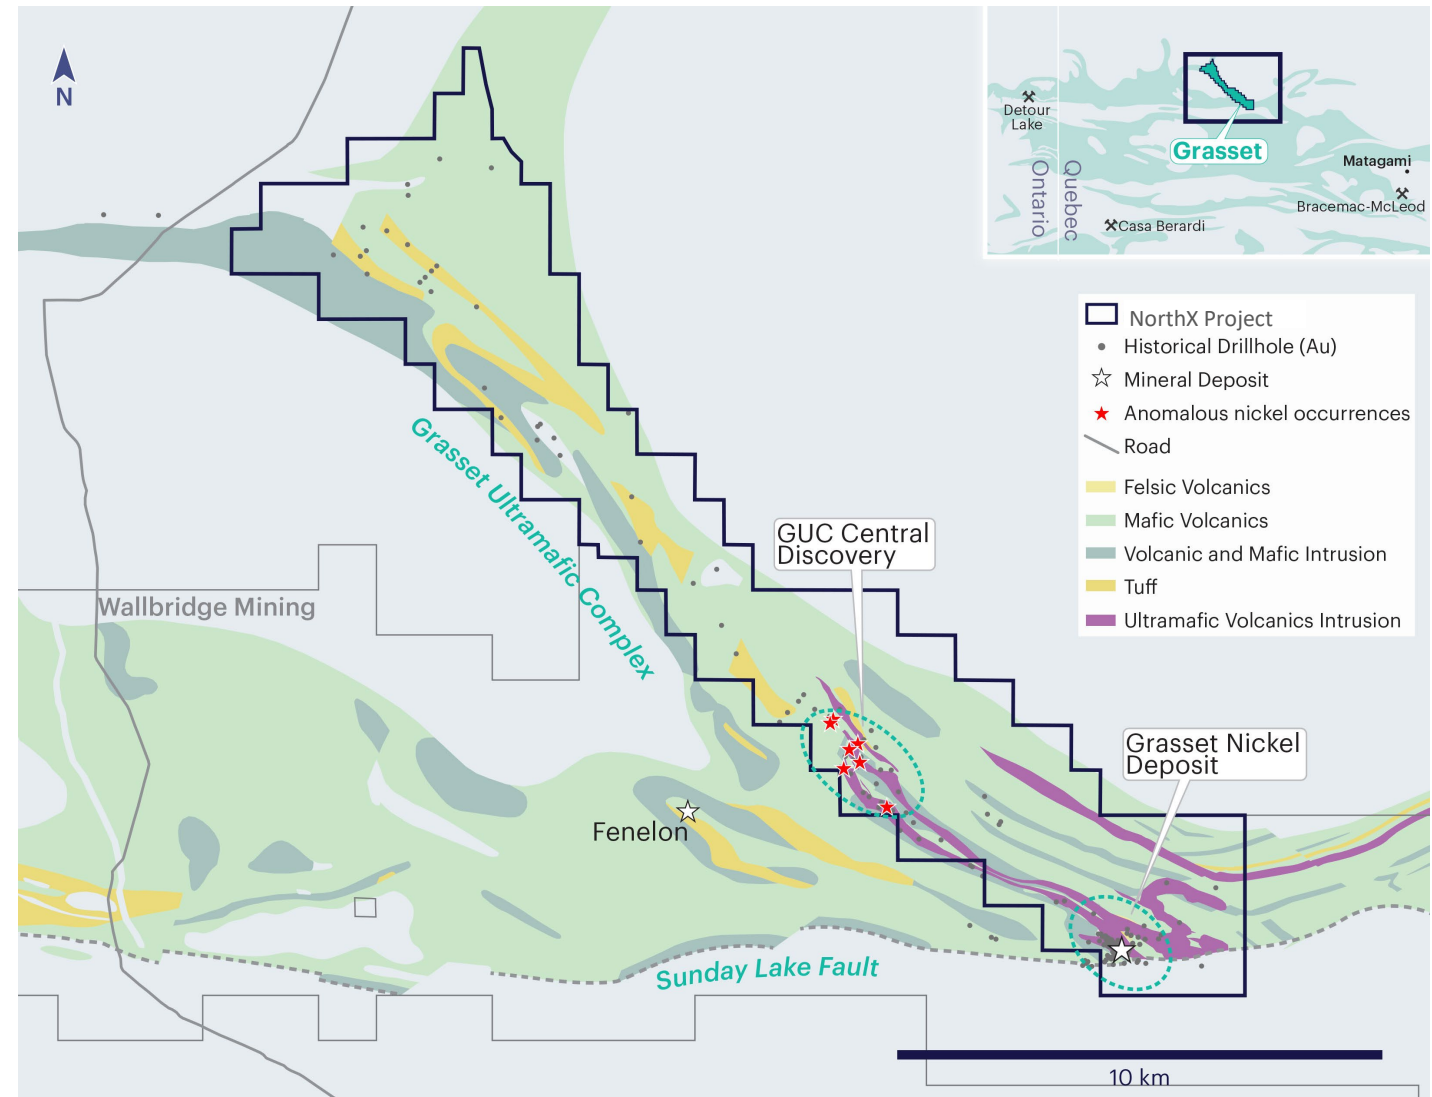 N
Detour
Lake
Grasset
Matagami
Ontario
Quebec
Bracemac-McLeod
Casa Berardi
NorthX Project
Historical Drillhole (Au)
Mineral Deposit
Anomalous nickel occurrences
Road
Felsic Volcanics
Mafic Volcanics
Volcanic and Mafic Intrusion
Tuff
Ultramafic Volcanics Intrusion
Grasset Ultramafic Complex
GUC Central
Discovery
Wallbridge Mining
Grasset Nickel
Deposit
Fenelon
Sunday Lake Fault
10 km